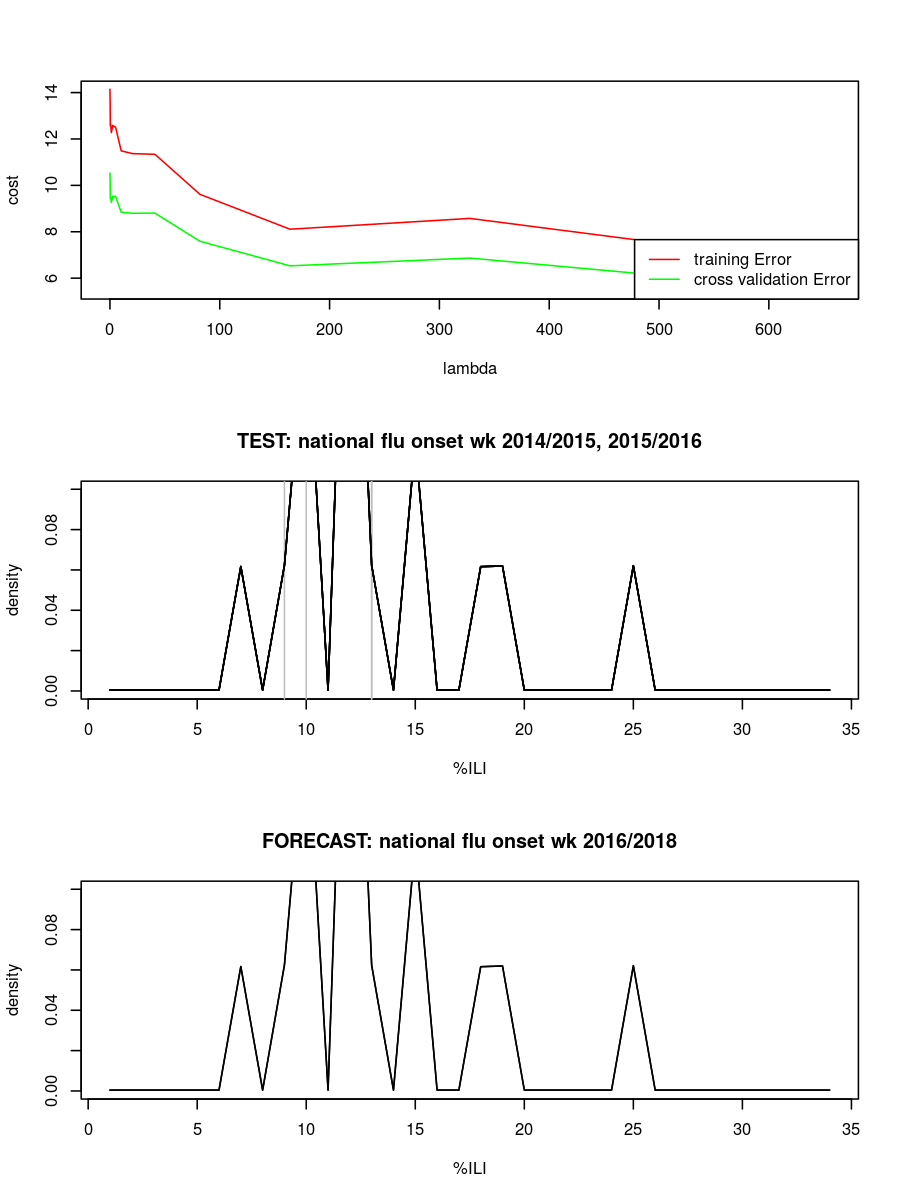 14
12
10
8
6
cost
0 100 200 300 400 500 600
lambda
training Error
cross validation Error
TEST: national flu onset wk 2014/2015, 2015/2016
0.08
0.04
0.00
density
0 5 10 15 20 25 30 35
%ILI
FORECAST: national flu onset wk 2016/2018
0.08
0.04
0.00
density
0 5 10 15 20 25 30 35
%ILI